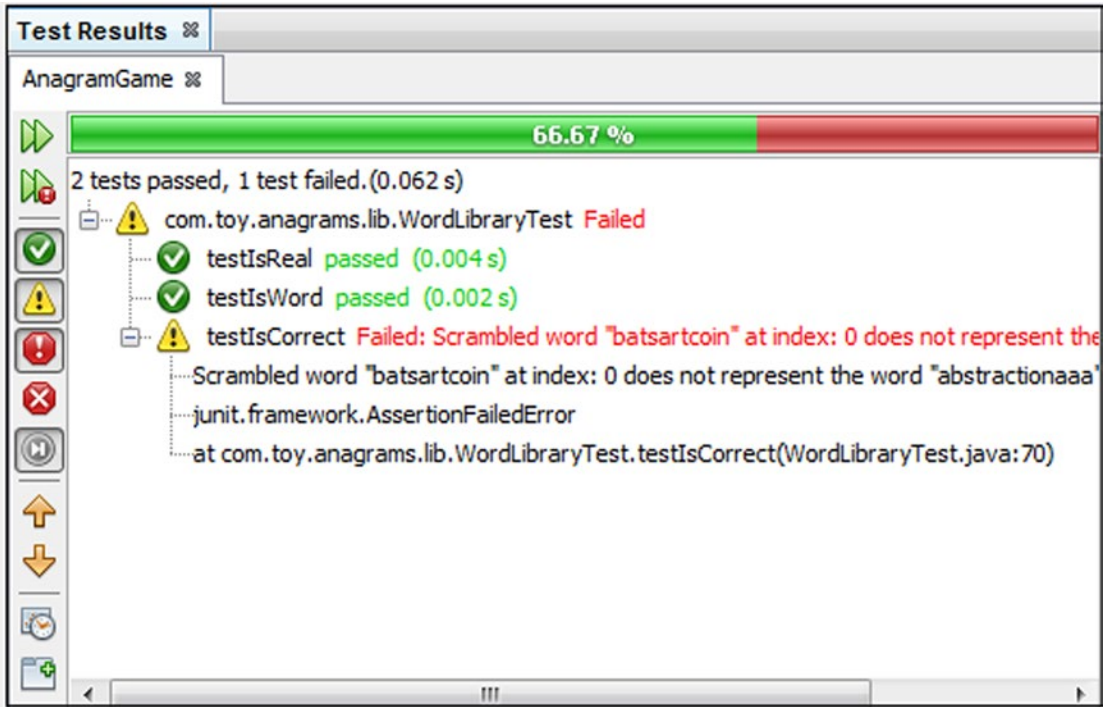 Test Results
AnagramGame
66.67 %
2 tests passed, 1 test failed.(0.062 s)
com.toy.anagrams.lib.WordLibraryTest Failed
testIsReal passed (0.004 s)
testIsWord passed (0.002 s)
testIsCorrect Failed: Scrambled word "batsartcoin" at index: 0 does not represent the
Scrambled word "batsartcoin" at index: 0 does not represent the word "abstractionaaa"
junit.framework.AssertionFailedError
at com.toy.anagrams.lib.WordLibraryTest.testIsCorrect(WordLibraryTest.java:70)